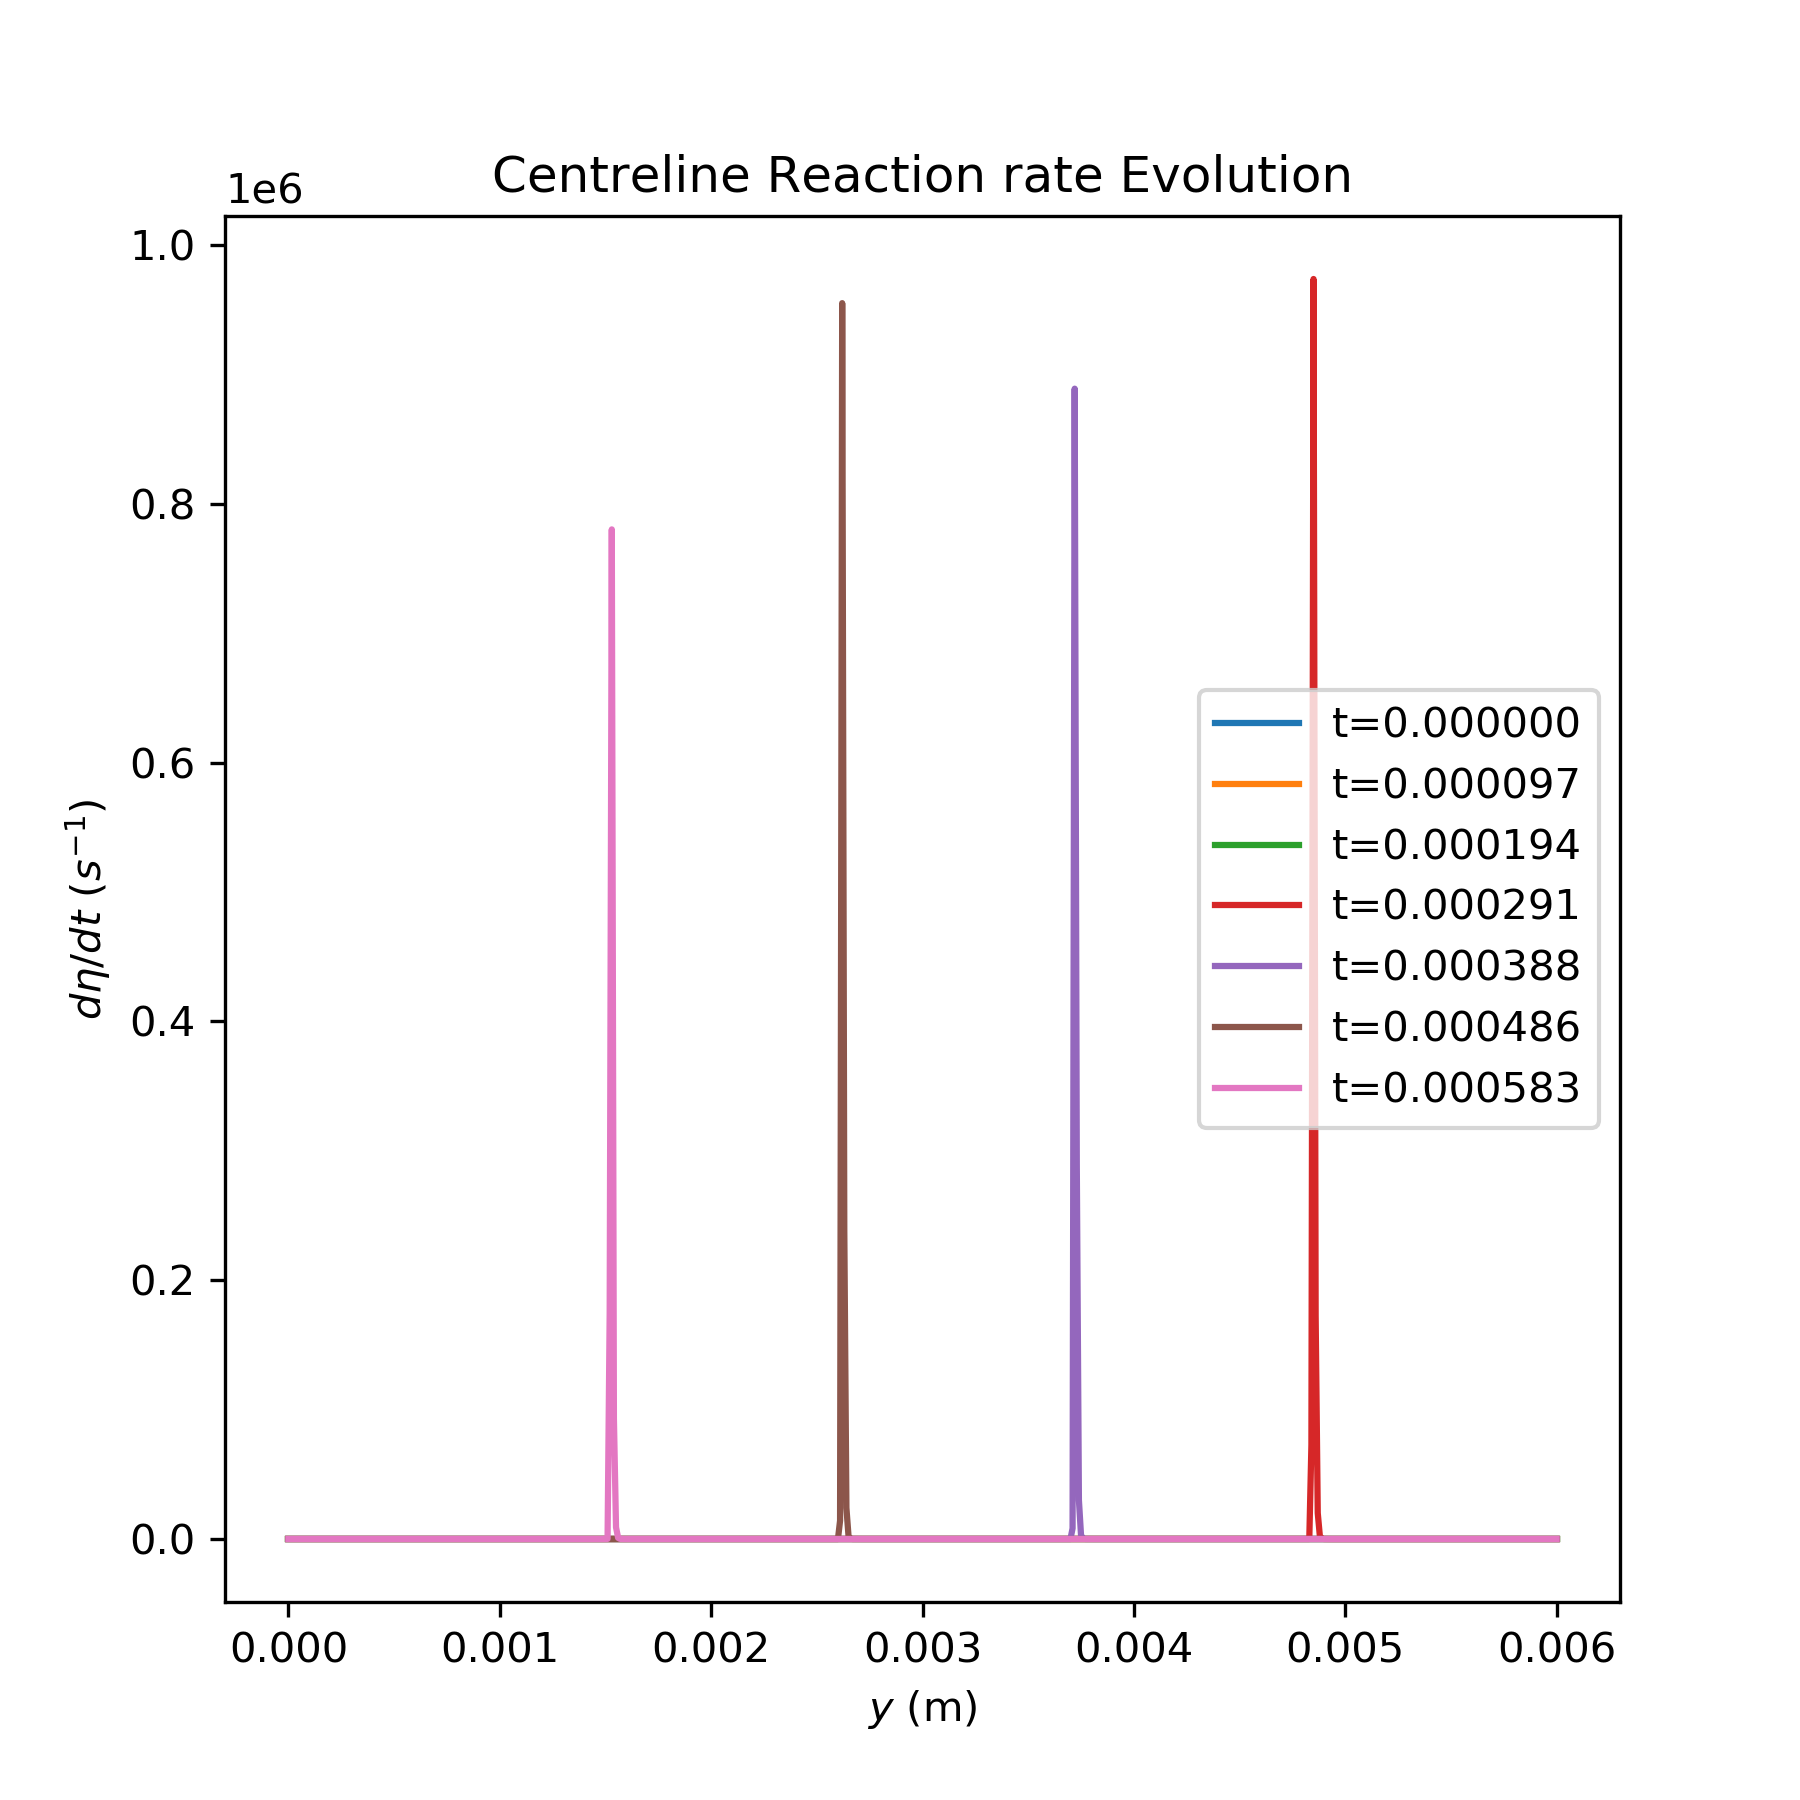 Centreline Reaction rate Evolution
1e6
1.0
0.8
0.6
0.4
0.2
0.0
dη/dt (s⁻¹)
t=0.000000
t=0.000097
t=0.000194
t=0.000291
t=0.000388
t=0.000486
t=0.000583
0.000 0.001 0.002 0.003 0.004 0.005 0.006
y (m)